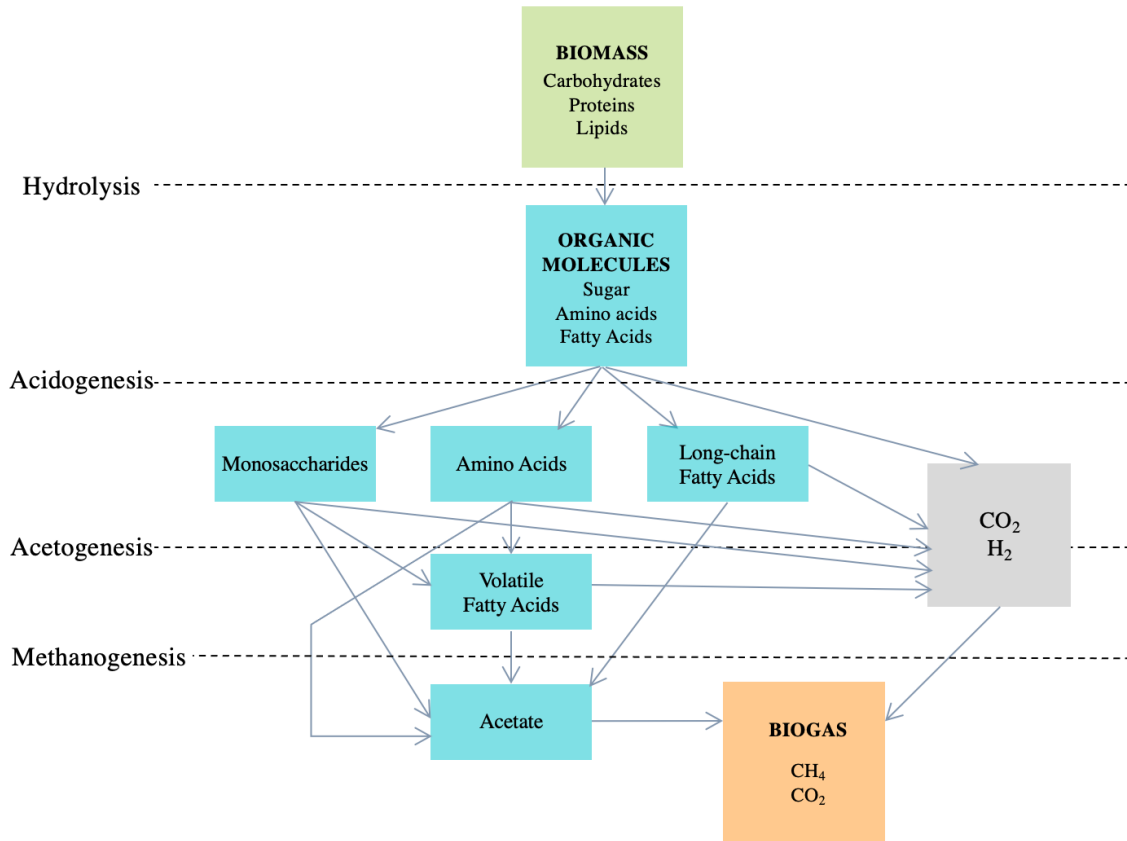 BIOMASS
Carbohydrates
Proteins
Lipids
Hydrolysis
ORGANIC
MOLECULES
Sugar
Amino acids
Fatty Acids
Acidogenesis
Monosaccharides
Amino Acids
Long-chain
Fatty Acids
CO₂
H₂
Acetogenesis
Volatile
Fatty Acids
Methanogenesis
Acetate
BIOGAS
CH₄
CO₂